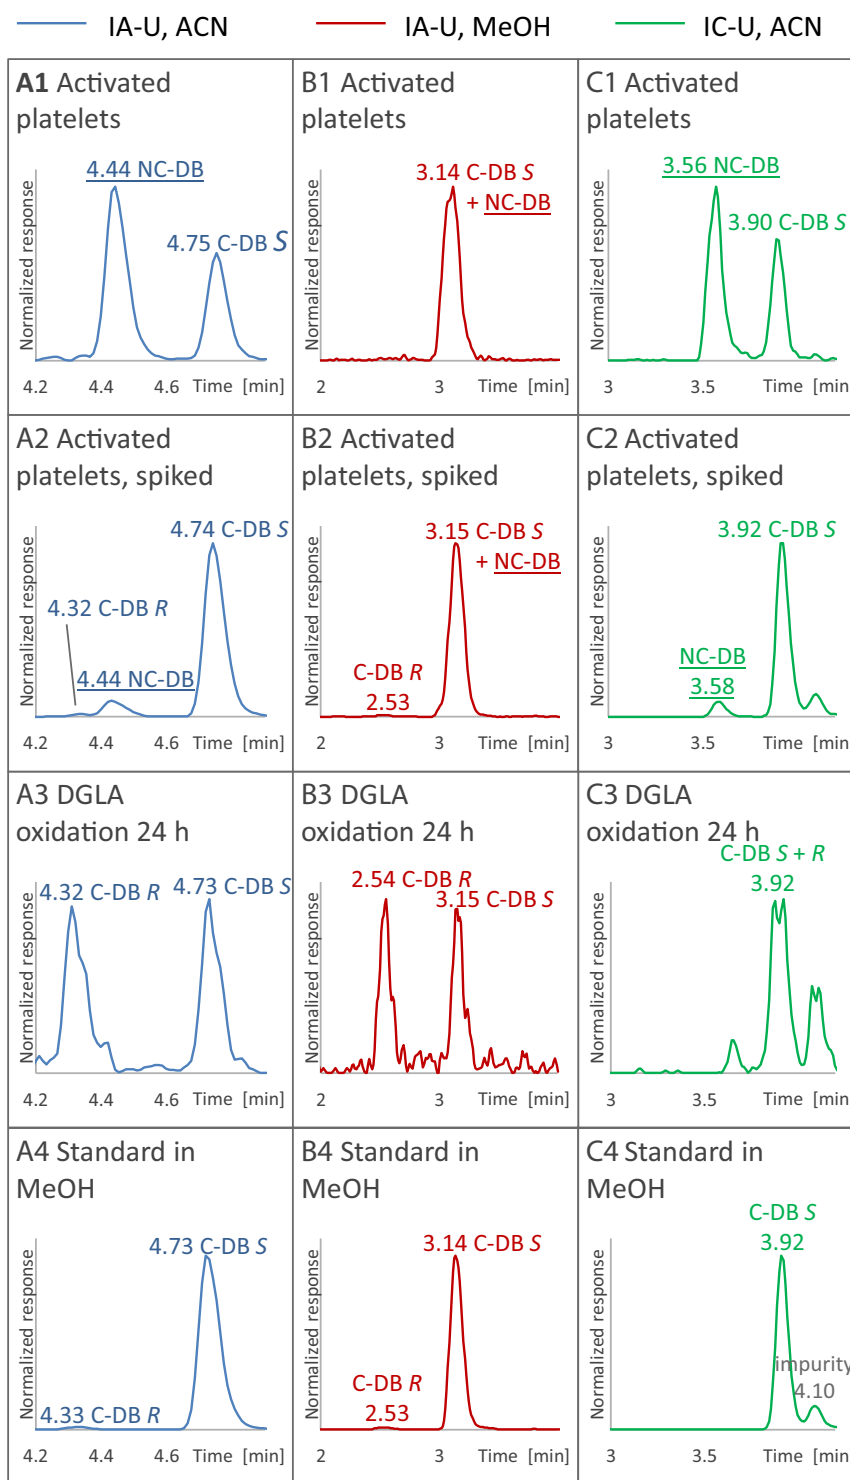 IA-U, ACN
IA-U, MeOH
IC-U, ACN
A1 Activated
platelets
Normalized response
4.44 NC-DB
4.75 C-DB S
4.2
4.4
4.6
Time [min]
B1 Activated
platelets
Normalized response
3.14 C-DB S
+ NC-DB
2
3
Time [min]
C1 Activated
platelets
Normalized response
3.56 NC-DB
3.90 C-DB S
3
3.5
Time [min
A2 Activated
platelets, spiked
Normalized response
4.74 C-DB S
4.32 C-DB R
4.44 NC-DB
4.2
4.4
4.6
Time [min]
B2 Activated
platelets, spiked
Normalized response
3.15 C-DB S
+ NC-DB
C-DB R
2.53
2
3
Time [min]
C2 Activated
platelets, spiked
Normalized response
3.92 C-DB S
NC-DB
3.58
3
3.5
Time [min
A3 DGLA
oxidation 24 h
Normalized response
4.32 C-DB R
4.73 C-DB S
4.2
4.4
4.6
Time [min]
B3 DGLA
oxidation 24 h
Normalized response
2.54 C-DB R
3.15 C-DB S
2
3
Time [min]
C3 DGLA
oxidation 24 h
Normalized response
C-DB S + R
3.92
3
3.5
Time [min
A4 Standard in
MeOH
Normalized response
4.73 C-DB S
4.33 C-DB R
4.2
4.4
4.6
Time [min]
B4 Standard in
MeOH
Normalized response
3.14 C-DB S
C-DB R
2.53
2
3
Time [min]
C4 Standard in
MeOH
Normalized response
C-DB S
3.92
impurity
4.10
3
3.5
Time [min